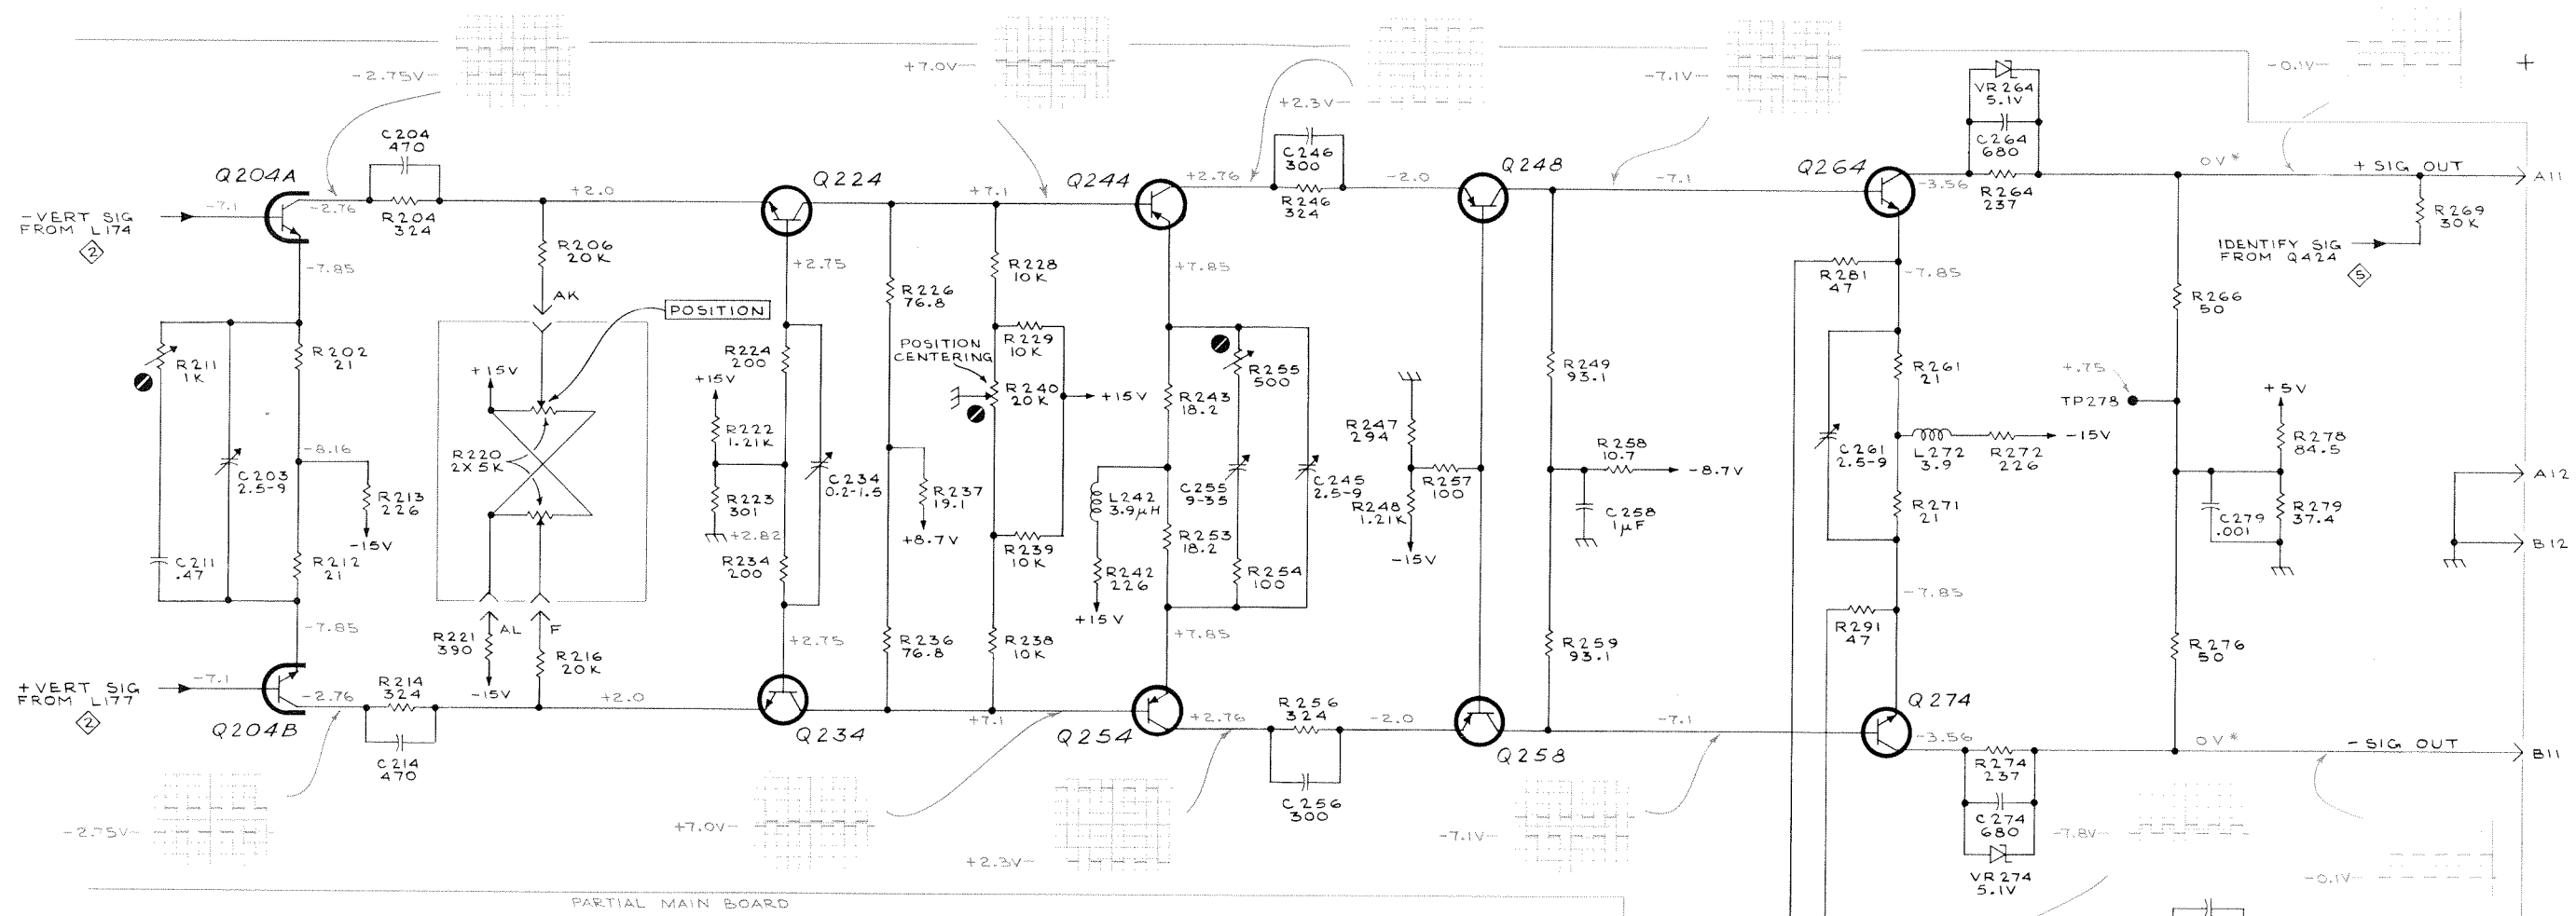 -2.75V
+7.0V
+2.3V
-7.1V
-0.1V
+
VR264
5.1V
C264
680
C204
470
C246
300
Q204A
Q224
Q244
Q248
Q264
0V*
+ SIG OUT
A11
-7.1
-2.76
R204
324
+2.0
+7.1
+2.76
R246
324
-2.0
-7.1
-3.56
R264
237
-VERT SIG
FROM L174
2
R269
30K
IDENTIFY SIG
FROM Q424
5
-7.85
R206
20K
AK
+2.75
R226
76.8
R228
10K
+7.85
R281
47
-7.85
R266
50
POSITION
R211
1K
R202
21
+15V
R224
200
POSITION
CENTERING
R229
10K
R240
20K
+15V
R255
500
R243
18.2
R249
93.1
R261
21
+.75
TP278
+5V
+15V
R222
1.21K
R220
2X5K
-8.16
C203
2.5-9
R213
226
-15V
R223
301
+2.82
C234
0.2-1.5
R237
19.1
+8.7V
L242
3.9µH
C255
9-35
C245
2.5-9
R247
294
R257
100
R248
1.21K
-15V
R258
10.7
-8.7V
C258
1µF
C261
2.5-9
L272
3.9
R272
226
-15V
R278
84.5
C279
.001
R279
37.4
A12
B12
C211
.47
R212
21
R234
200
R239
10K
R242
226
+15V
R253
18.2
R254
100
R271
21
-7.85
-7.85
R221
390
AL
F
-15V
R216
20K
+2.75
R236
76.8
R238
10K
+7.85
R259
93.1
R291
47
R276
50
+VERT SIG
FROM L177
2
-7.1
-2.76
R214
324
+2.0
Q204B
C214
470
Q234
+7.1
Q254
+2.76
R256
324
-2.0
C256
300
Q258
-7.1
Q274
-3.56
R274
237
0V*
- SIG OUT
B11
C274
680
VR274
5.1V
-2.75V
+7.0V
+2.3V
-7.1V
-7.8V
-0.1V
PARTIAL MAIN BOARD